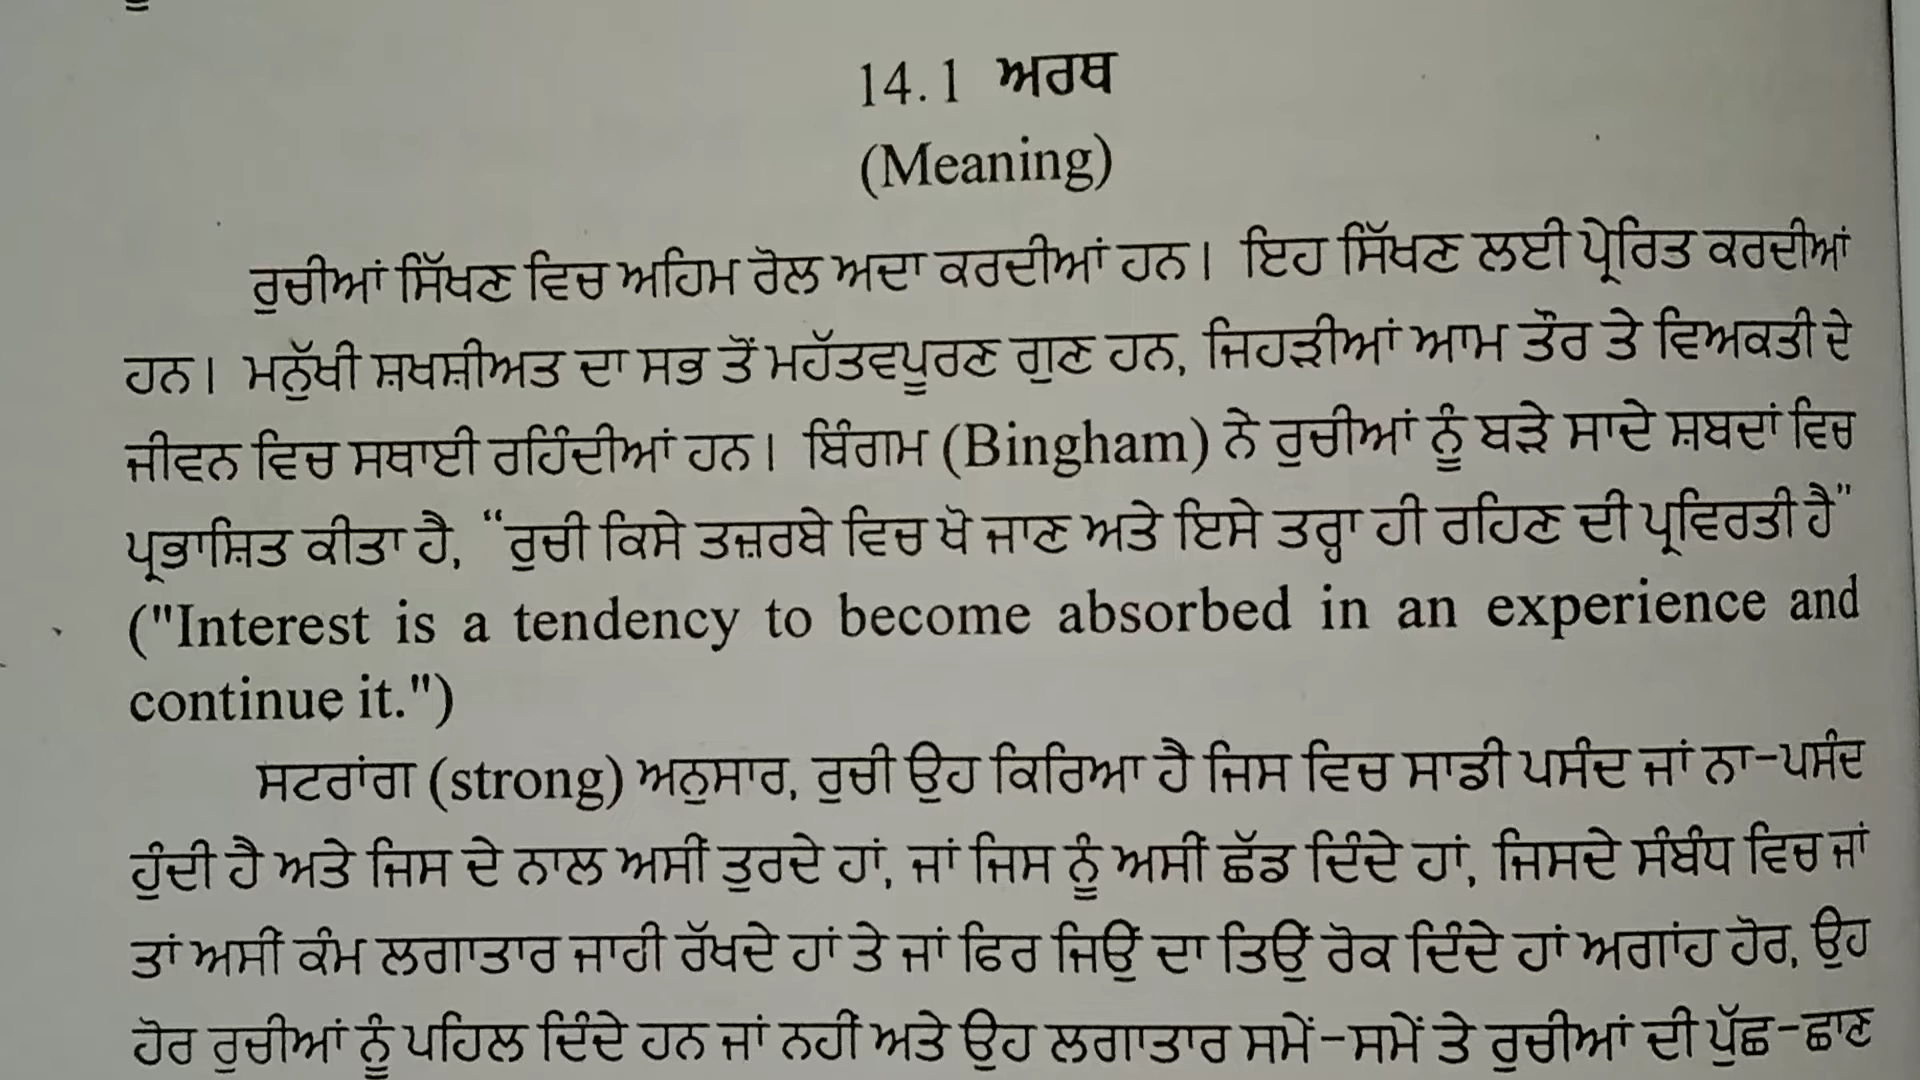 14.1 ਅਰਥ
(Meaning)
ਰੁਚੀਆਂ ਸਿੱਖਣ ਵਿਚ ਅਹਿਮ ਰੋਲ ਅਦਾ ਕਰਦੀਆਂ ਹਨ। ਇਹ ਸਿੱਖਣ ਲਈ ਪ੍ਰੇਰਿਤ ਕਰਦੀਆਂ
ਹਨ। ਮਨੁੱਖੀ ਸ਼ਖਸ਼ੀਅਤ ਦਾ ਸਭ ਤੋਂ ਮਹੱਤਵਪੂਰਣ ਗੁਣ ਹਨ, ਜਿਹੜੀਆਂ ਆਮ ਤੌਰ ਤੇ ਵਿਅਕਤੀ ਦੇ
ਜੀਵਨ ਵਿਚ ਸਥਾਈ ਰਹਿੰਦੀਆਂ ਹਨ। ਬਿੰਗਮ (Bingham) ਨੇ ਰੁਚੀਆਂ ਨੂੰ ਬੜੇ ਸਾਦੇ ਸ਼ਬਦਾਂ ਵਿਚ
ਪ੍ਰਭਾਸ਼ਿਤ ਕੀਤਾ ਹੈ, “ਰੁਚੀ ਕਿਸੇ ਤਜ਼ਰਬੇ ਵਿਚ ਖੋ ਜਾਣ ਅਤੇ ਇਸੇ ਤਰ੍ਹਾ ਹੀ ਰਹਿਣ ਦੀ ਪ੍ਰਵਿਰਤੀ ਹੈ”
("Interest is a tendency to become absorbed in an experience and
continue it.")
ਸਟਰਾਂਗ (strong) ਅਨੁਸਾਰ, ਰੁਚੀ ਉਹ ਕਿਰਿਆ ਹੈ ਜਿਸ ਵਿਚ ਸਾਡੀ ਪਸੰਦ ਜਾਂ ਨਾ-ਪਸੰਦ
ਹੁੰਦੀ ਹੈ ਅਤੇ ਜਿਸ ਦੇ ਨਾਲ ਅਸੀਂ ਤੁਰਦੇ ਹਾਂ, ਜਾਂ ਜਿਸ ਨੂੰ ਅਸੀਂ ਛੱਡ ਦਿੰਦੇ ਹਾਂ, ਜਿਸਦੇ ਸੰਬੰਧ ਵਿਚ ਜਾਂ
ਤਾਂ ਅਸੀਂ ਕੰਮ ਲਗਾਤਾਰ ਜਾਹੀ ਰੱਖਦੇ ਹਾਂ ਤੇ ਜਾਂ ਫਿਰ ਜਿਉਂ ਦਾ ਤਿਉਂ ਰੋਕ ਦਿੰਦੇ ਹਾਂ ਅਗਾਂਹ ਹੋਰ, ਉਹ
ਹੋਰ ਰੁਚੀਆਂ ਨੂੰ ਪਹਿਲ ਦਿੰਦੇ ਹਨ ਜਾਂ ਨਹੀਂ ਅਤੇ ਉਹ ਲਗਾਤਾਰ ਸਮੇਂ-ਸਮੇਂ ਤੇ ਰੁਚੀਆਂ ਦੀ ਪੁੱਛ-ਛਾਣ